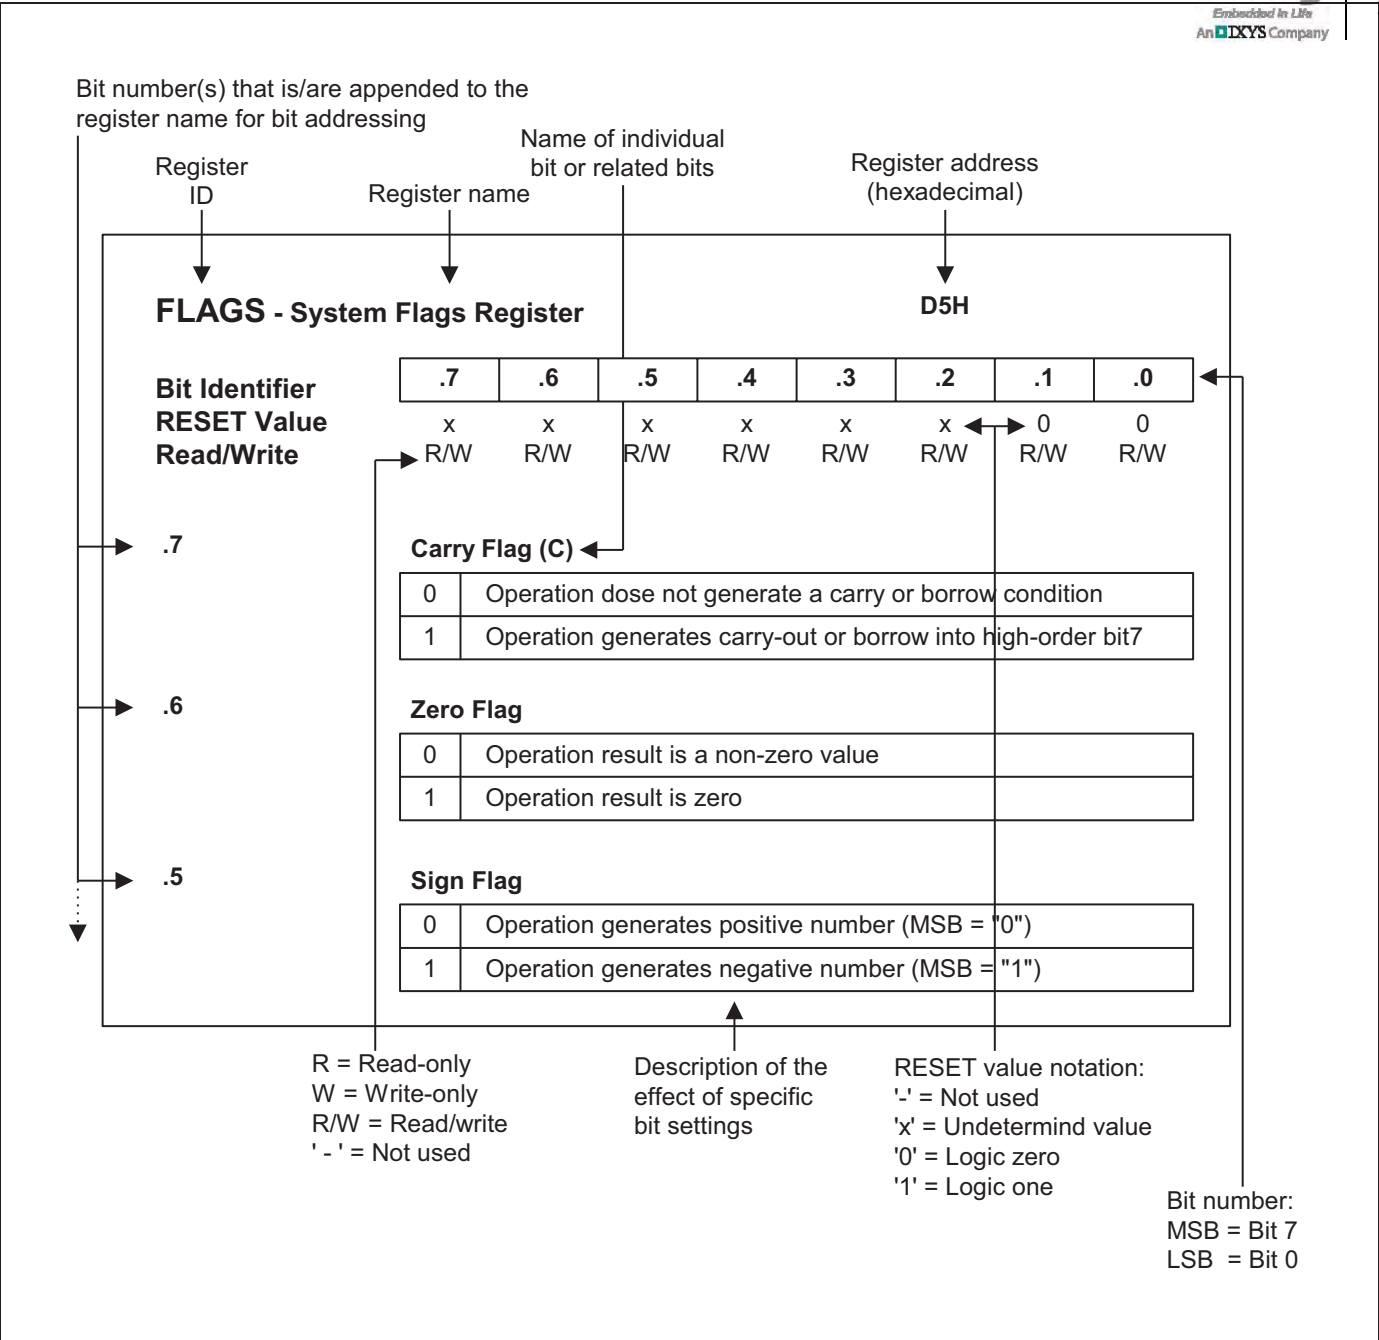 Embedded in Life
An IXYS Company
Bit number(s) that is/are appended to the
register name for bit addressing
Name of individual
bit or related bits
Register
ID
Register name
Register address
(hexadecimal)
FLAGS - System Flags Register
D5H
Bit Identifier
.7 .6 .5 .4 .3 .2 .1 .0
RESET Value
x x x x x x 0 0
Read/Write
R/W R/W R/W R/W R/W R/W R/W R/W
.7
Carry Flag (C)
0 Operation dose not generate a carry or borrow condition
1 Operation generates carry-out or borrow into high-order bit7
.6
Zero Flag
0 Operation result is a non-zero value
1 Operation result is zero
.5
Sign Flag
0 Operation generates positive number (MSB = "0")
1 Operation generates negative number (MSB = "1")
R = Read-only
W = Write-only
R/W = Read/write
' - ' = Not used
Description of the
effect of specific
bit settings
RESET value notation:
'-' = Not used
'x' = Undetermind value
'0' = Logic zero
'1' = Logic one
Bit number:
MSB = Bit 7
LSB = Bit 0